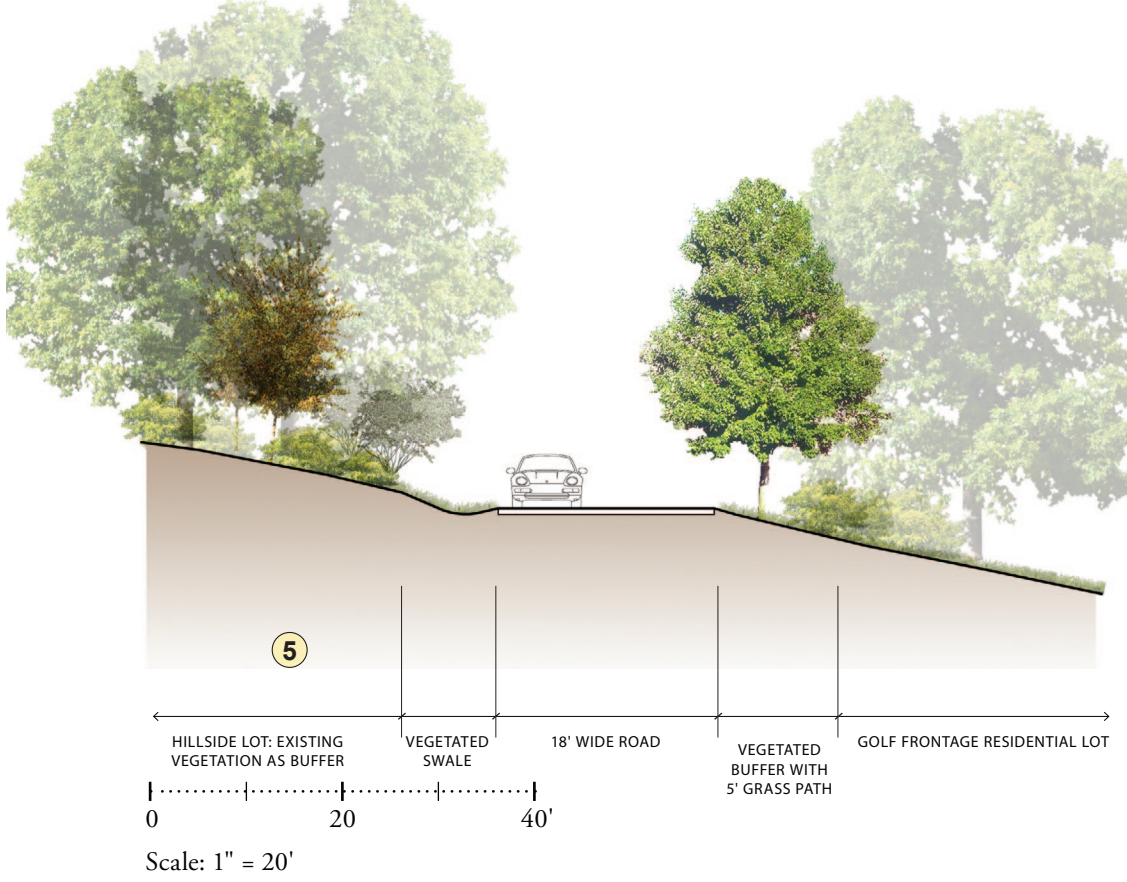 5
HILLSIDE LOT: EXISTING
VEGETATION AS BUFFER
VEGETATED
SWALE
18' WIDE ROAD
VEGETATED
BUFFER WITH
5' GRASS PATH
GOLF FRONTAGE RESIDENTIAL LOT
0 20 40'
Scale: 1" = 20'